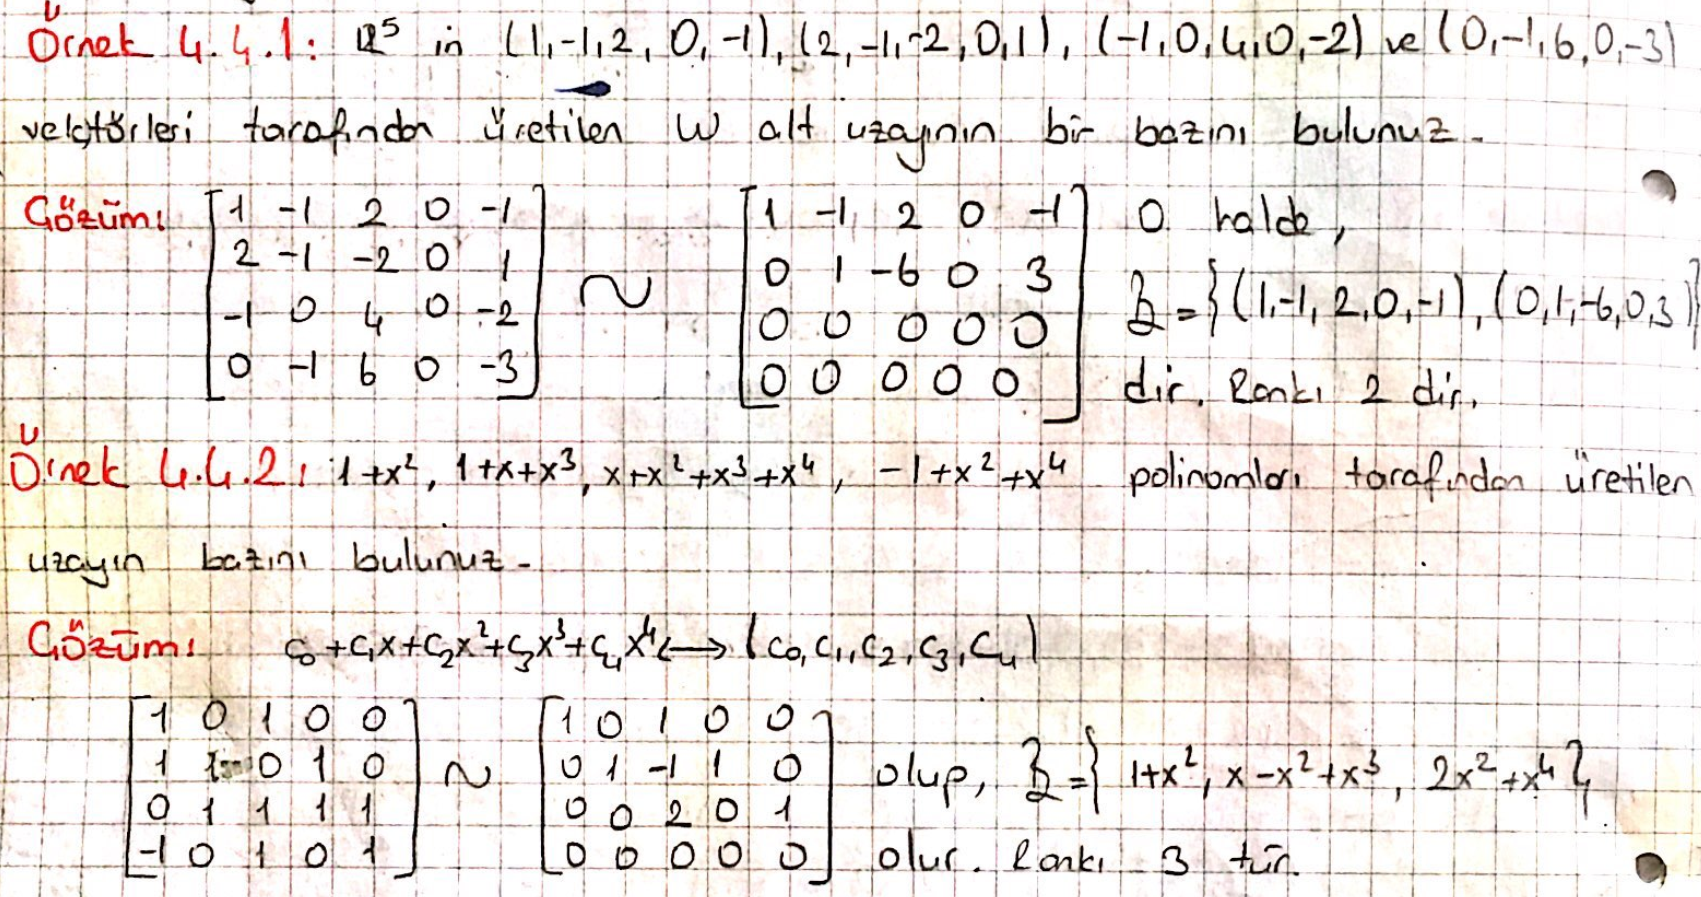 Örnek 4.4.1: ℝ⁵ in (1,-1,2,0,-1), (2,-1,-2,0,1), (-1,0,4,0,-2) ve (0,-1,6,0,-3)
vektörleri tarafından üretilen W alt uzayının bir bazını bulunuz.
Çözüm: [1 -1 2 0 -1] [1 -1 2 0 -1] O halde,
[2 -1 -2 0 1] ~ [0 1 -6 0 3] B={(1,-1,2,0,-1),(0,1,-6,0,3)}
[-1 0 4 0 -2] [0 0 0 0 0]
[0 -1 6 0 -3] [0 0 0 0 0] dir. Rankı 2 dir.
Örnek 4.4.2: 1+x², 1+x+x³, x+x²+x³+x⁴, -1+x²+x⁴ polinomları tarafından üretilen
uzayın bazını bulunuz.
Çözüm: c₀+c₁x+c₂x²+c₃x³+c₄x⁴ ↔ (c₀,c₁,c₂,c₃,c₄)
[1 0 1 0 0] [1 0 1 0 0]
[1 1 0 1 0] ~ [0 1 -1 1 0] olup, B={1+x², x-x²+x³, 2x²+x⁴}
[0 1 1 1 1] [0 0 2 0 1]
[-1 0 1 0 1] [0 0 0 0 0] olur. Rankı 3 tür.